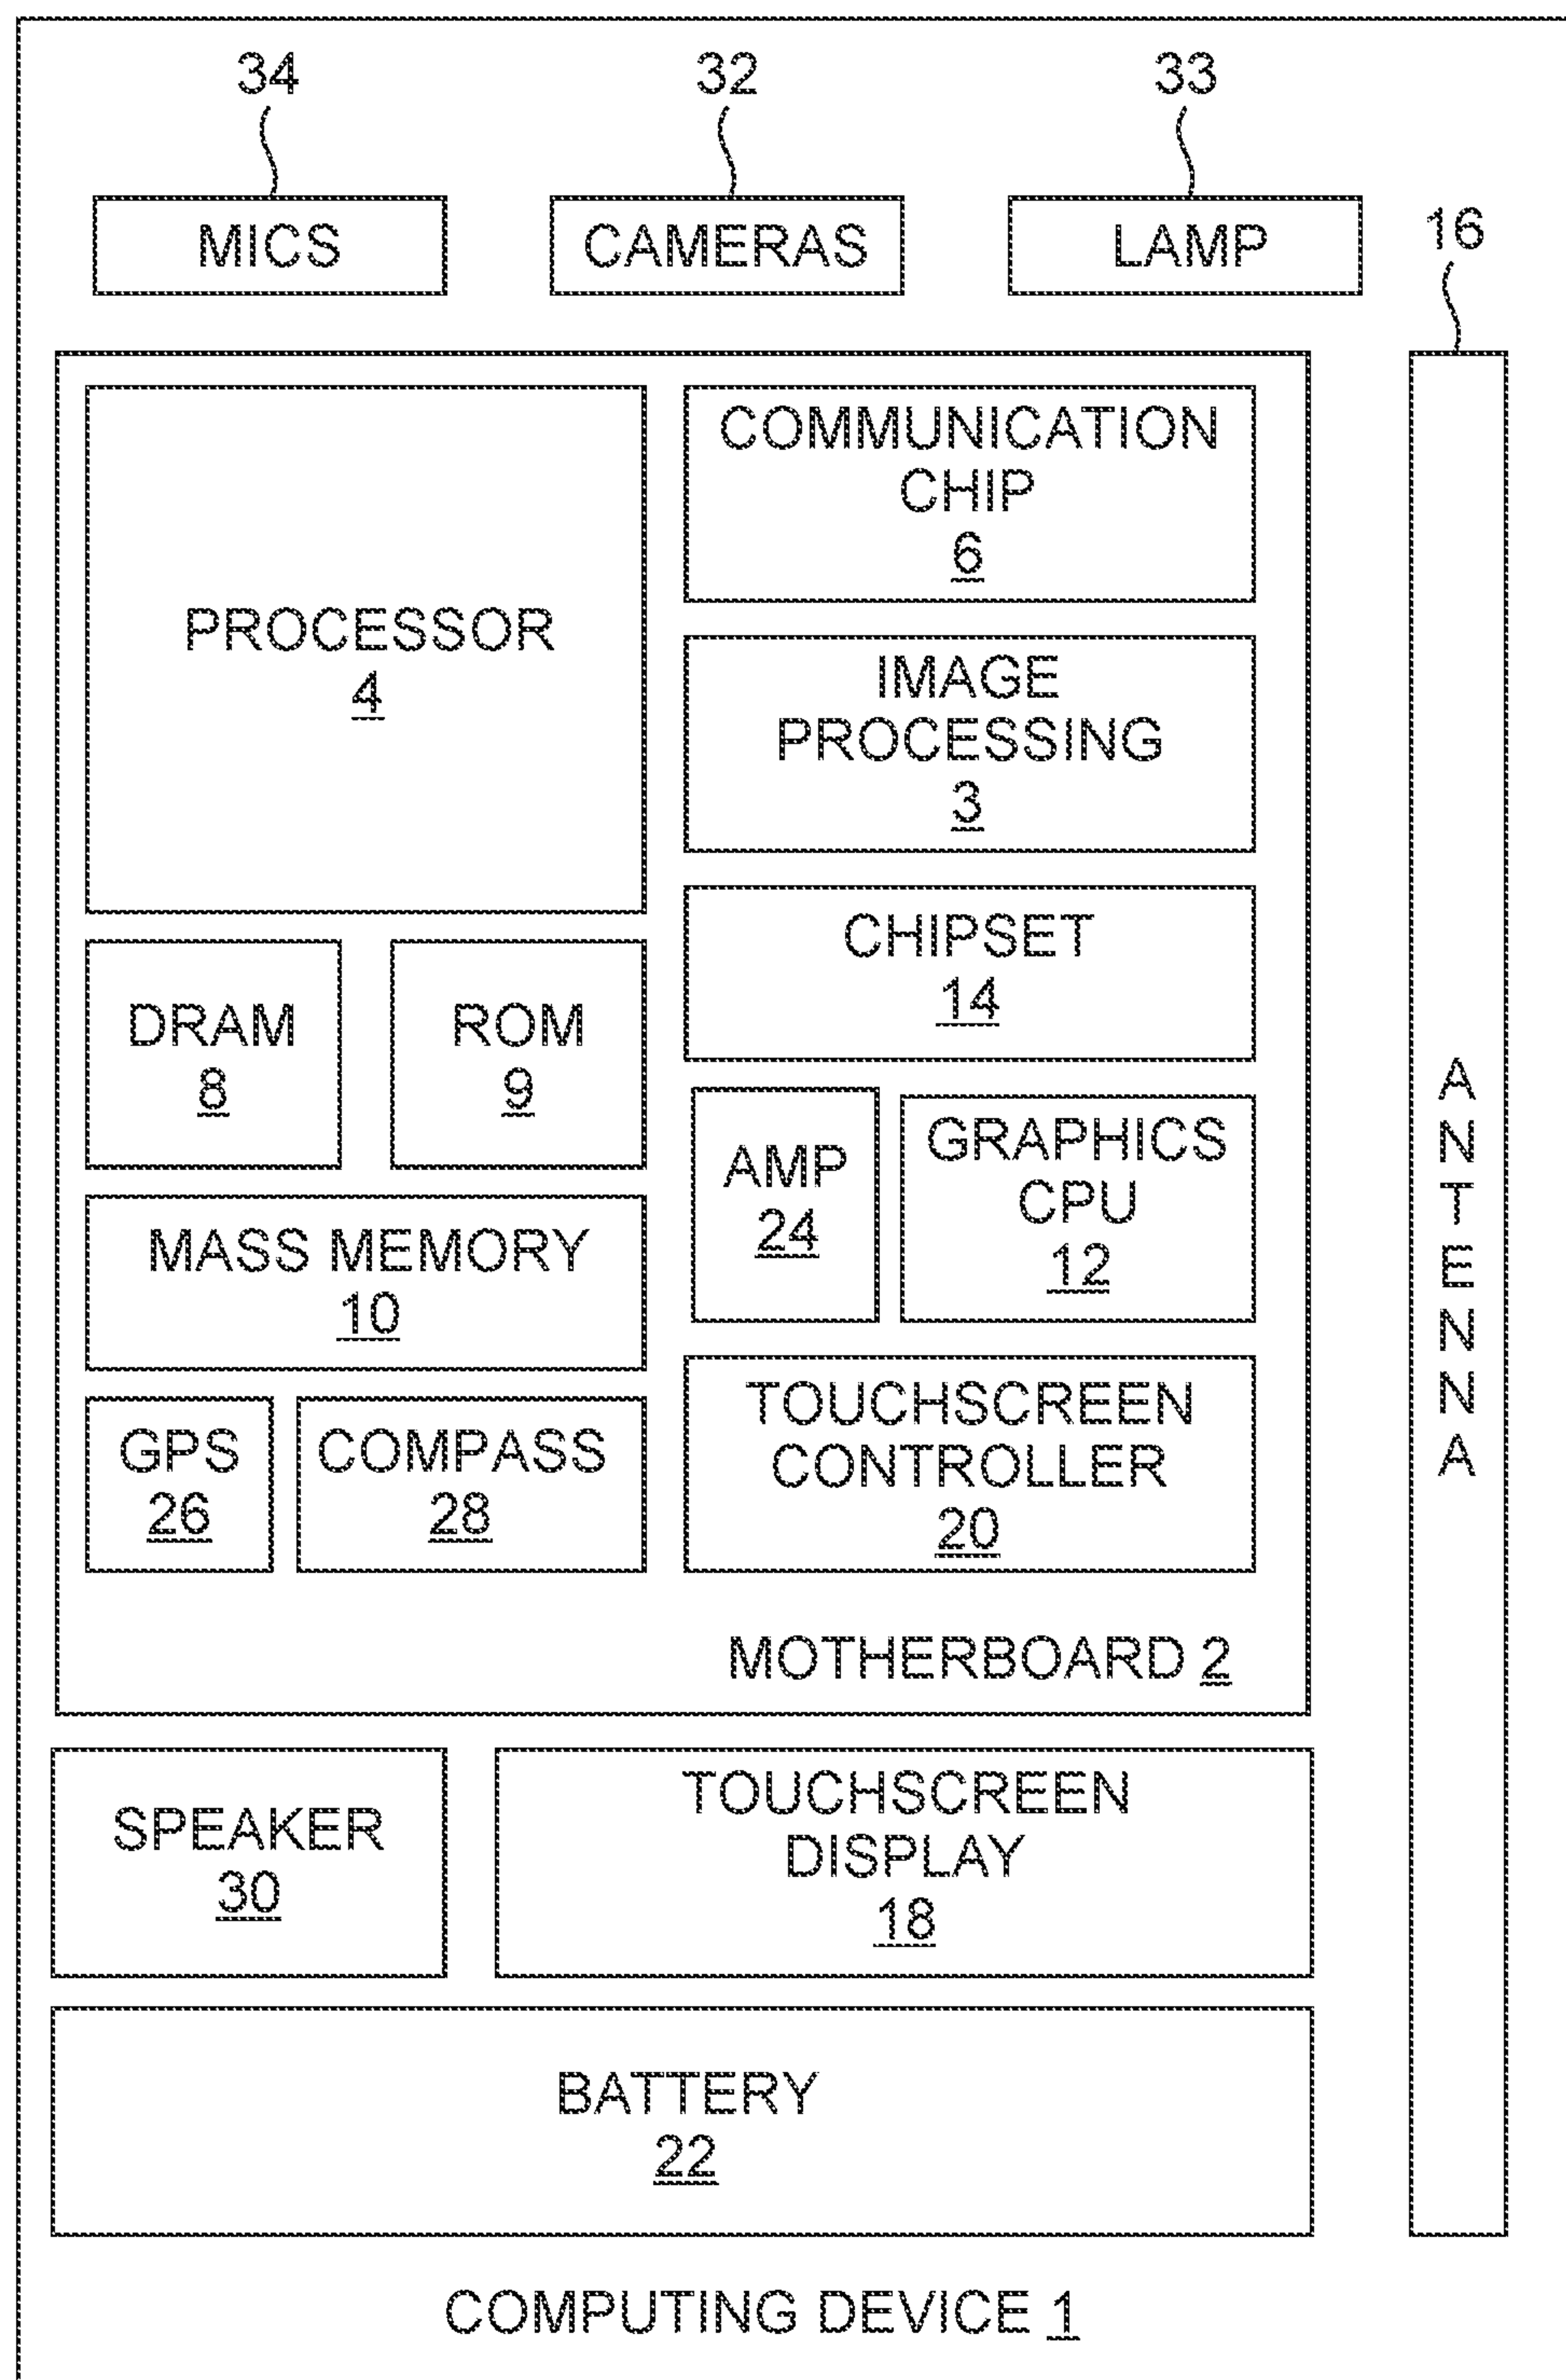 34
32
33
MICS
CAMERAS
LAMP
16
PROCESSOR
4
COMMUNICATION
CHIP
6
IMAGE
PROCESSING
3
CHIPSET
14
DRAM
8
ROM
9
AMP
24
GRAPHICS
CPU
12
MASS MEMORY
10
GPS
26
COMPASS
28
TOUCHSCREEN
CONTROLLER
20
MOTHERBOARD 2
ANTENNA
SPEAKER
30
TOUCHSCREEN
DISPLAY
18
BATTERY
22
COMPUTING DEVICE 1